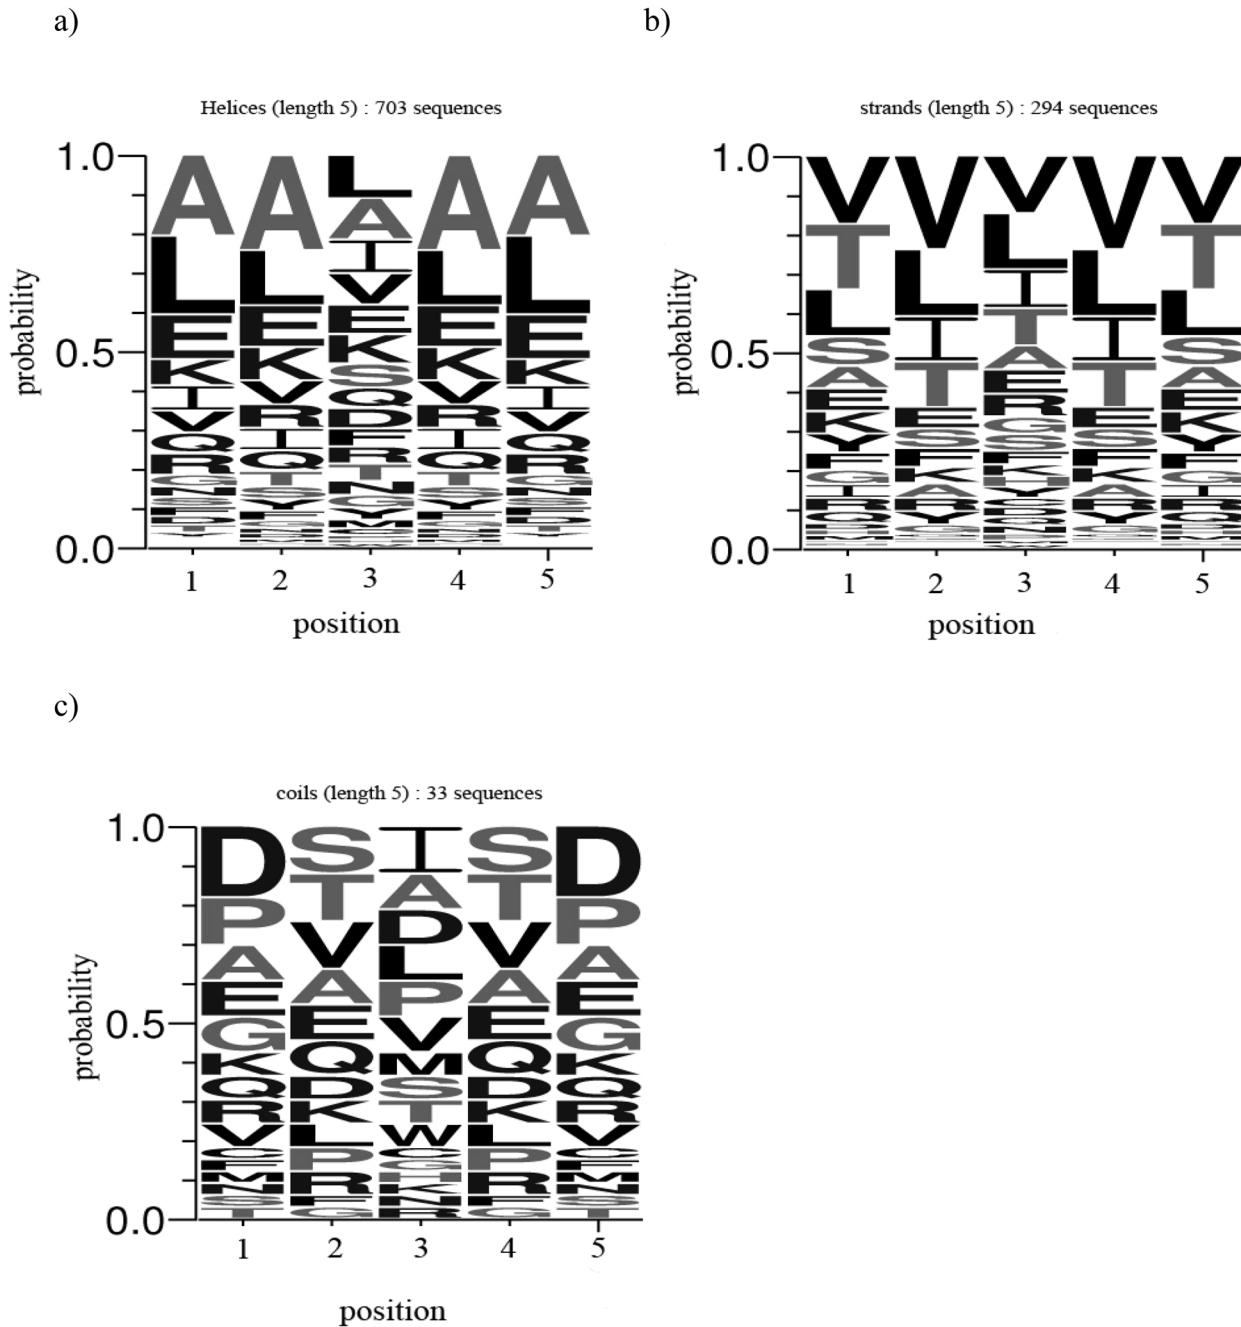 a)
b)
Helices (length 5) : 703 sequences
strands (length 5) : 294 sequences
1.0
0.5
0.0
probability
A L E K I V Q R G N S F D T
A L E K V R I Q T S
L A I V E K S Q D F R T N G Y M
A L E K V R I Q T S
A L E K I V Q R G N S F D T
1 2 3 4 5
position
1.0
0.5
0.0
probability
V T L S A E K Y F G I R Q
V L I T E S F K A R Y
V L I T A E R G S F K
V L I T E S F K A R Y
V T L S A E K Y F G I R Q
1 2 3 4 5
position
c)
coils (length 5) : 33 sequences
1.0
0.5
0.0
probability
D P A E G K Q R V C F M N S T
S T V A E Q D K L P R F G
I A D L P V M S T W C G H K N R
S T V A E Q D K L P R F G
D P A E G K Q R V C F M N S T
1 2 3 4 5
position